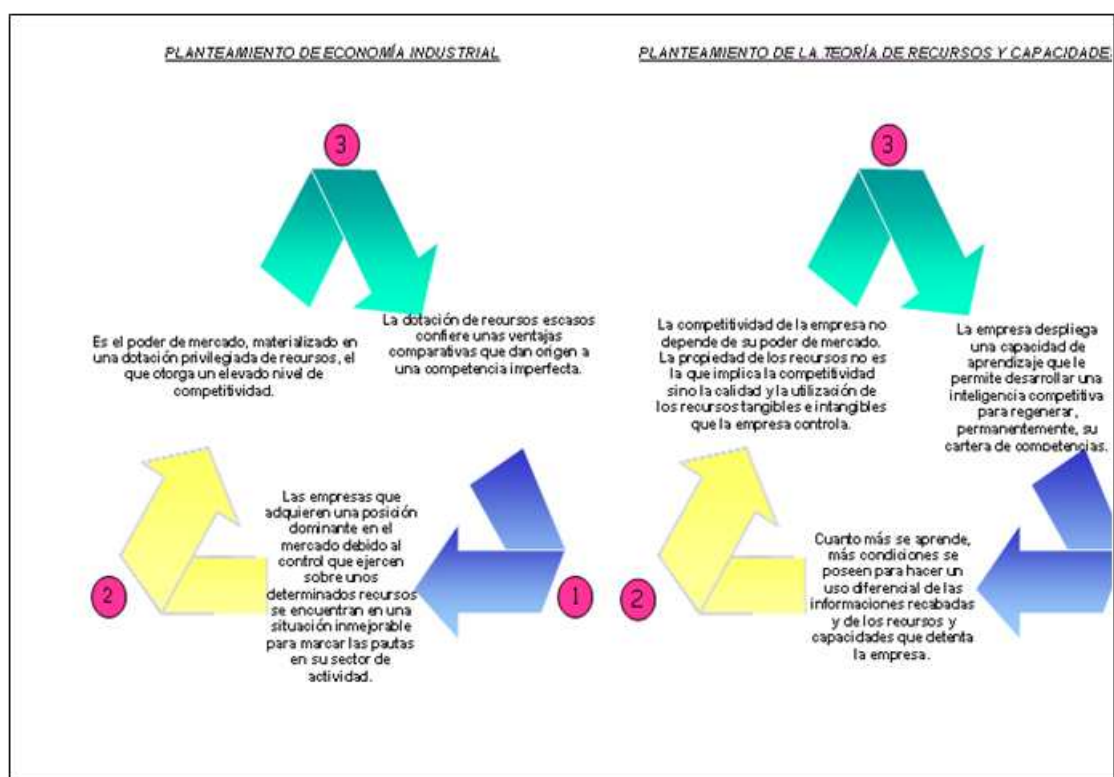 PLANTEAMIENTO DE ECONOMÍA INDUSTRIAL
3
La dotación de recursos escasos
confiere unas ventajas
comparativas que dan origen a
una competencia imperfecta.
Es el poder de mercado, materializado en
una dotación privilegiada de recursos, el
que otorga un elevado nivel de
competitividad.
Las empresas que
adquieren una posición
dominante en el
mercado debido al
control que ejercen
sobre unos
determinados recursos
se encuentran en una
situación inmejorable
para marcar las pautas
en su sector de
actividad.
2
1
PLANTEAMIENTO DE LA TEORÍA DE RECURSOS Y CAPACIDADE
3
La competitividad de la empresa no
depende de su poder de mercado.
La propiedad de los recursos no es
la que implica la competitividad
sino la calidad y la utilización de
los recursos tangibles e intangibles
que la empresa controla.
La empresa despliega
una capacidad de
aprendizaje que le
permite desarrollar una
inteligencia competitiva
para regenerar,
permanentemente, su
cartera de competencias.
Cuanto más se aprende,
más condiciones se
poseen para hacer un
uso diferencial de las
informaciones recabadas
y de los recursos y
capacidades que detenta
la empresa.
2